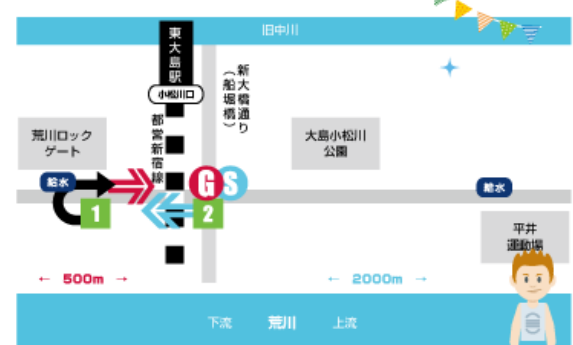 旧中川
東大島駅
小松川口
新大橋通り
（船堀橋）
都営新宿線
荒川ロック
ゲート
大島小松川
公園
給水
給水
G
S
1
2
平井
運動場
← 500m →
← 2000m →
下流
荒川
上流